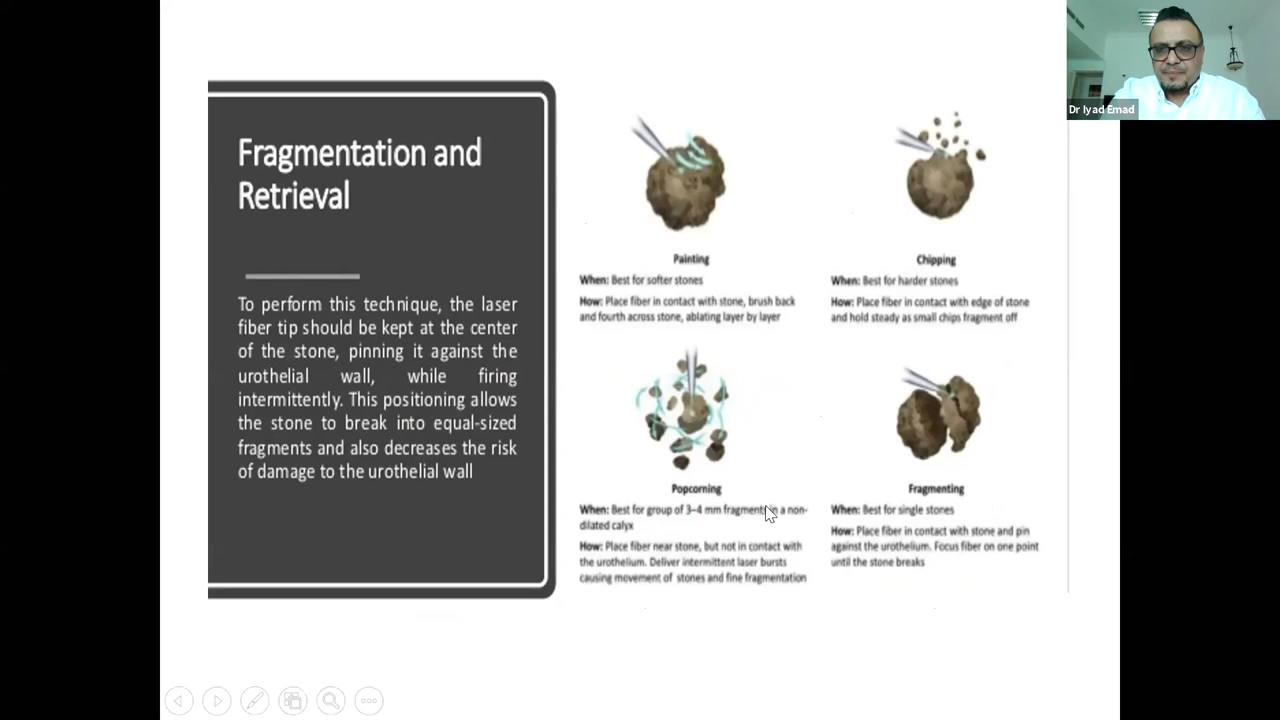 Dr Iyad Emad
Fragmentation and
Retrieval
To perform this technique, the laser
fiber tip should be kept at the center
of the stone, pinning it against the
urothelial wall, while firing
intermittently. This positioning allows
the stone to break into equal-sized
fragments and also decreases the risk
of damage to the urothelial wall
Painting
When: Best for softer stones
How: Place fiber in contact with stone, brush back
and fourth across stone, ablating layer by layer
Chipping
When: Best for harder stones
How: Place fiber in contact with edge of stone
and hold steady as small chips fragment off
Popcorning
When: Best for group of 3–4 mm fragments in a non-
dilated calyx
How: Place fiber near stone, but not in contact with
the urothelium. Deliver intermittent laser bursts
causing movement of stones and fine fragmentation
Fragmenting
When: Best for single stones
How: Place fiber in contact with stone and pin
against the urothelium. Focus fiber on one point
until the stone breaks